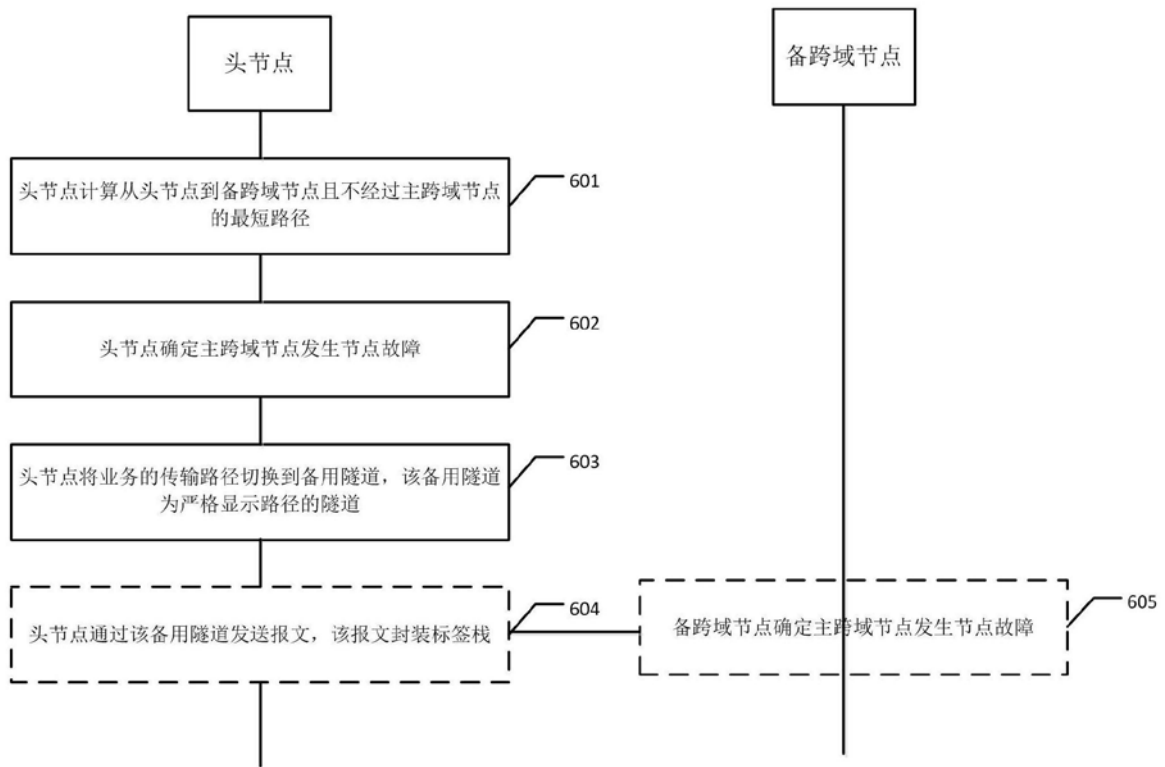 头节点
备跨域节点
头节点计算从头节点到备跨域节点且不经过主跨域节点
的最短路径
601
头节点确定主跨域节点发生节点故障
602
头节点将业务的传输路径切换到备用隧道，该备用隧道
为严格显示路径的隧道
603
头节点通过该备用隧道发送报文，该报文封装标签栈
604
备跨域节点确定主跨域节点发生节点故障
605